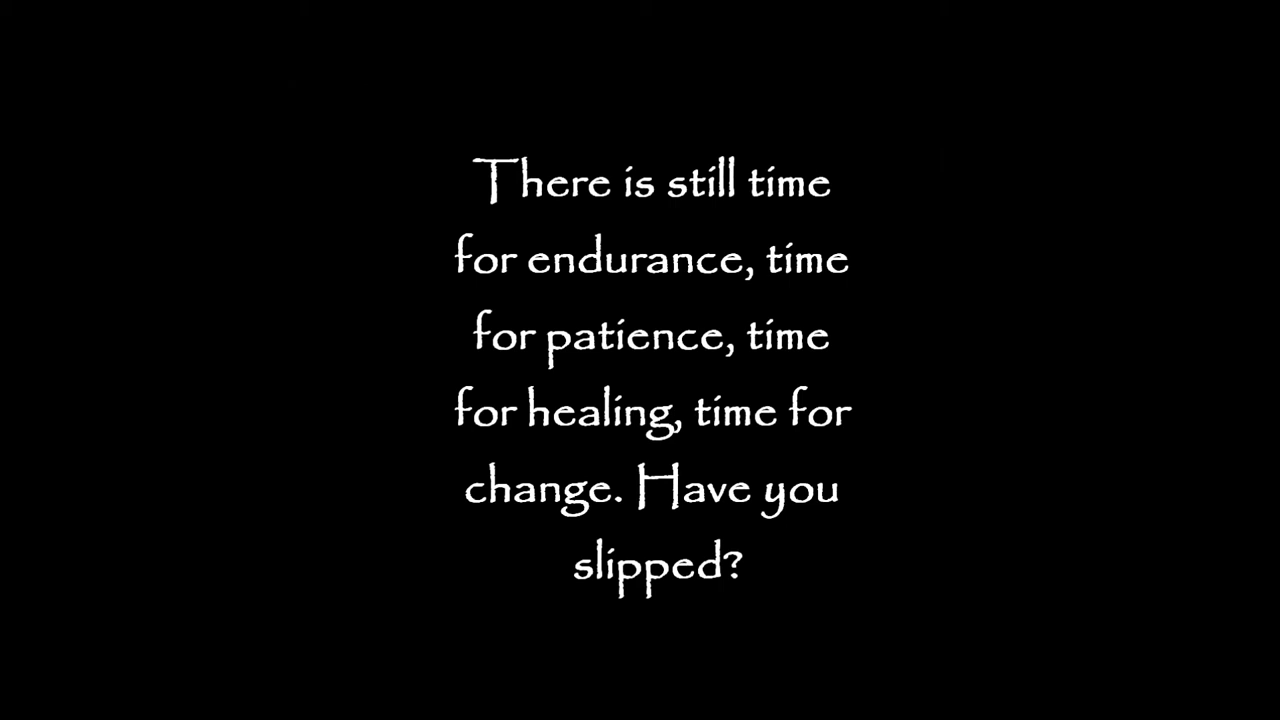 There is still time
for endurance, time
for patience, time
for healing, time for
change. Have you
slipped?